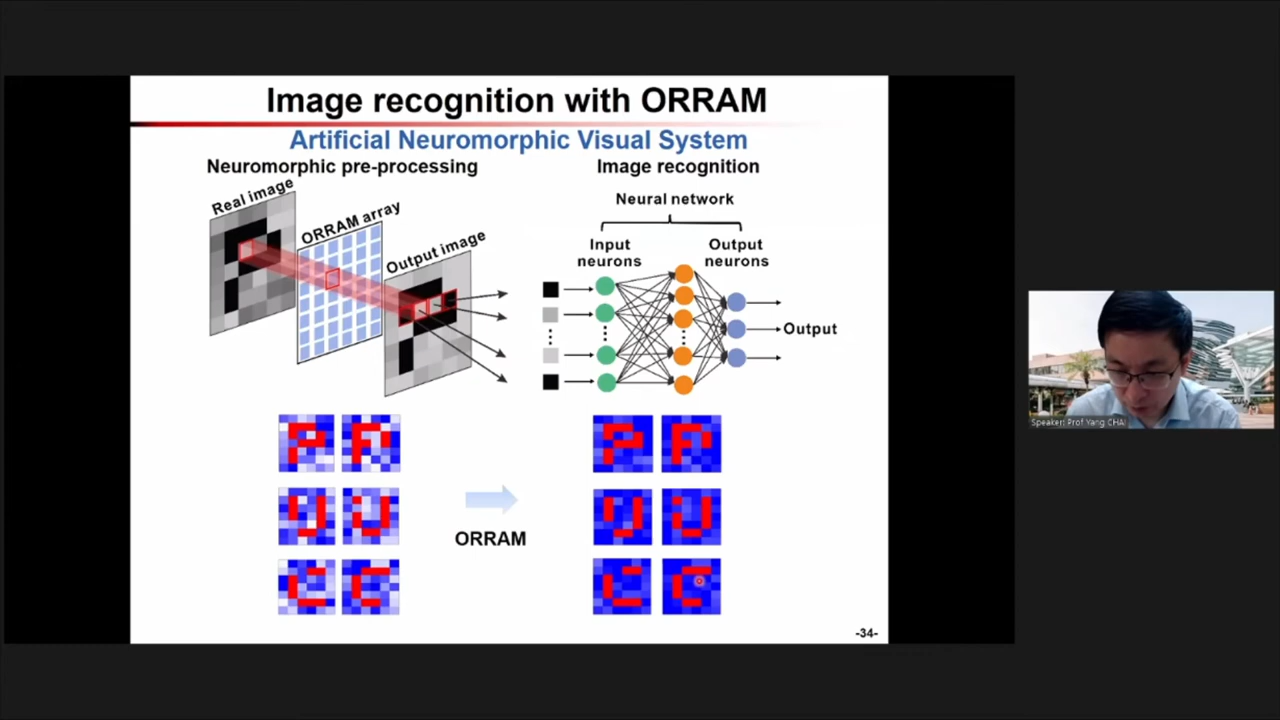 Image recognition with ORRAM
Artificial Neuromorphic Visual System
Neuromorphic pre-processing
Real image
ORRAM array
Output image
Image recognition
Neural network
Input neurons
Output neurons
Output
P
U
C
ORRAM
-34-
Speaker: Prof Yang CHAI